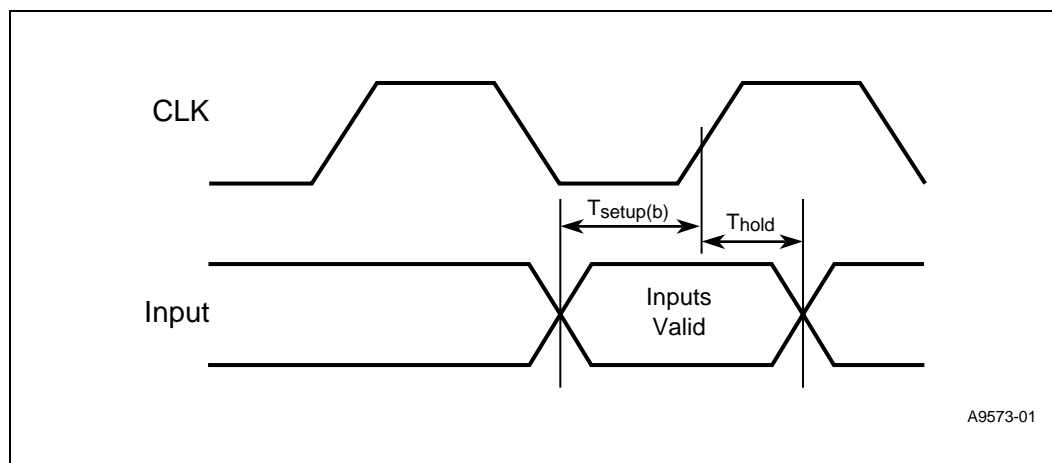 CLK
Tsetup(b)
Thold
Input
Inputs
Valid
A9573-01